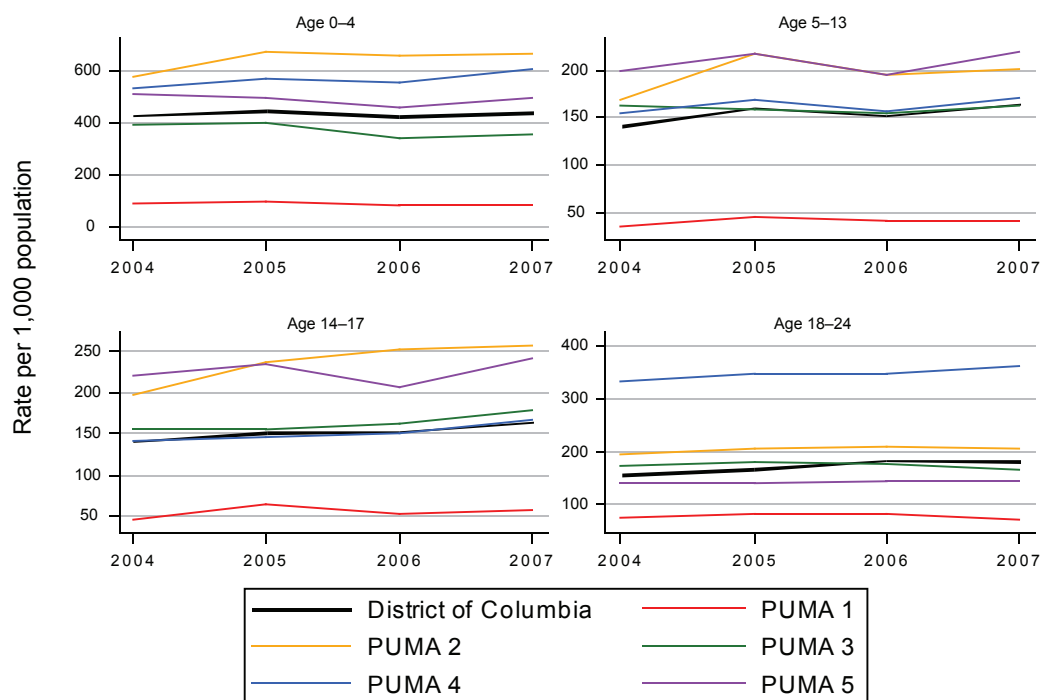 Rate per 1,000 population
Age 0–4
600
400
200
0
2004 2005 2006 2007
Age 5–13
200
150
100
50
2004 2005 2006 2007
Age 14–17
250
200
150
100
50
2004 2005 2006 2007
Age 18–24
400
300
200
100
2004 2005 2006 2007
District of Columbia PUMA 1
PUMA 2 PUMA 3
PUMA 4 PUMA 5